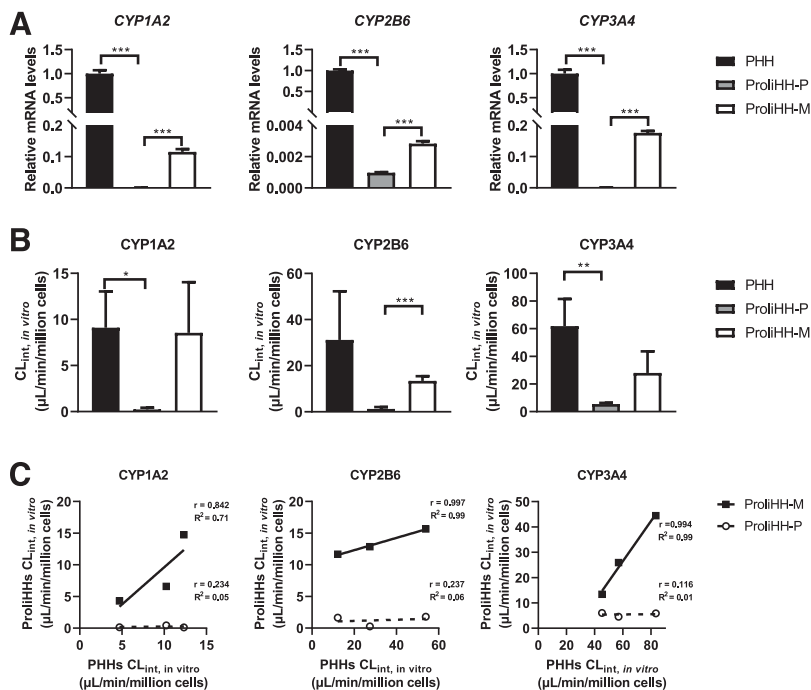 A
CYP1A2
CYP2B6
CYP3A4
Relative mRNA levels
1.5
1.0
0.5
0.2
0.1
0.0
***
***
Relative mRNA levels
1.5
1.0
0.5
0.004
0.002
0.000
***
***
Relative mRNA levels
1.5
1.0
0.5
0.2
0.1
0.0
***
***
PHH
ProliHH-P
ProliHH-M
B
CYP1A2
CYP2B6
CYP3A4
CLint, in vitro
(µL/min/million cells)
15
10
5
0
*
CLint, in vitro
(µL/min/million cells)
60
40
20
0
***
CLint, in vitro
(µL/min/million cells)
100
80
60
40
20
0
**
PHH
ProliHH-P
ProliHH-M
C
CYP1A2
CYP2B6
CYP3A4
ProliHHs CLint, in vitro
(µL/min/million cells)
20
15
10
5
0
r = 0.842
R² = 0.71
r = 0.234
R² = 0.05
0 5 10 15
PHHs CLint, in vitro
(µL/min/million cells)
ProliHHs CLint, in vitro
(µL/min/million cells)
20
15
10
5
0
r = 0.997
R² = 0.99
r = 0.237
R² = 0.06
0 20 40 60
PHHs CLint, in vitro
(µL/min/million cells)
ProliHHs CLint, in vitro
(µL/min/million cells)
50
40
30
20
10
0
r = 0.994
R² = 0.99
r = 0.116
R² = 0.01
40 60 80
PHHs CLint, in vitro
(µL/min/million cells)
ProliHH-M
ProliHH-P